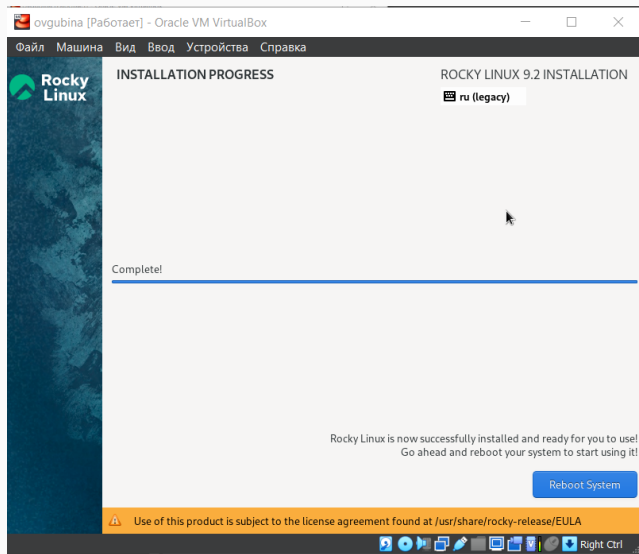 ovgubina [Работает] - Oracle VM VirtualBox
Файл Машина Вид Ввод Устройства Справка
Rocky
Linux
INSTALLATION PROGRESS
ROCKY LINUX 9.2 INSTALLATION
ru (legacy)
Complete!
Rocky Linux is now successfully installed and ready for you to use!
Go ahead and reboot your system to start using it!
Reboot System
Use of this product is subject to the license agreement found at /usr/share/rocky-release/EULA
Right Ctrl